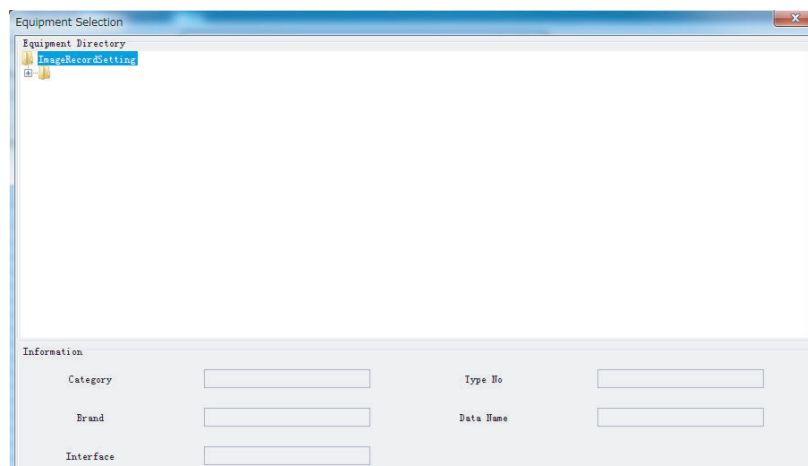 Equipment Selection
Equipment Directory
ImageRecordSetting
Information
Category
Type No
Brand
Data Name
Interface